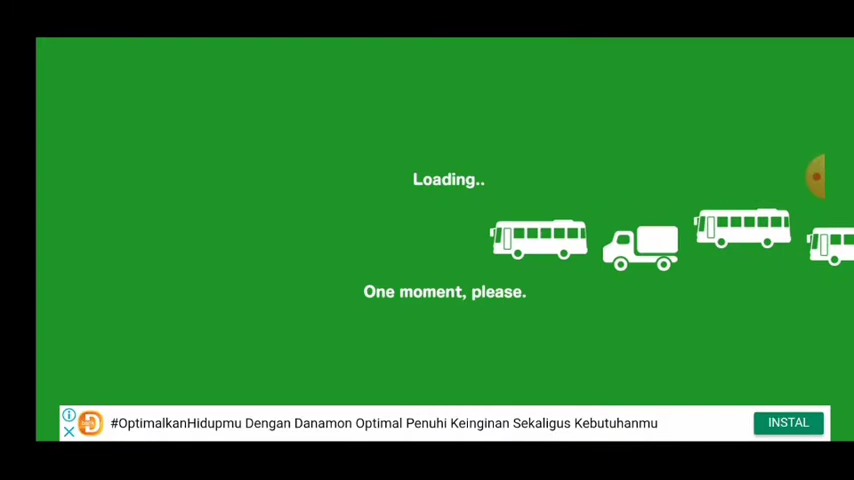 Loading..
One moment, please.
#OptimalkanHidupmu Dengan Danamon Optimal Penuhi Keinginan Sekaligus Kebutuhanmu
INSTAL